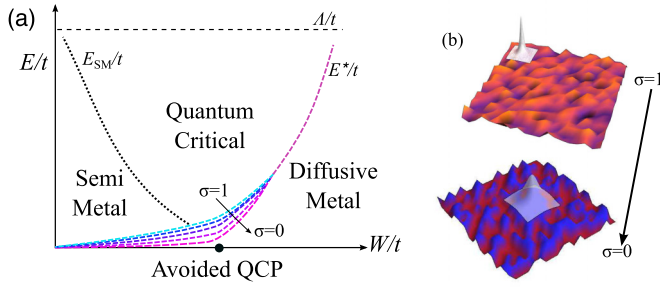 (a)
Λ/t
E/t
E_SM/t
E*/t
Quantum
Critical
Semi
Metal
Diffusive
Metal
σ=1
σ=0
W/t
Avoided QCP
(b)
σ=1
σ=0